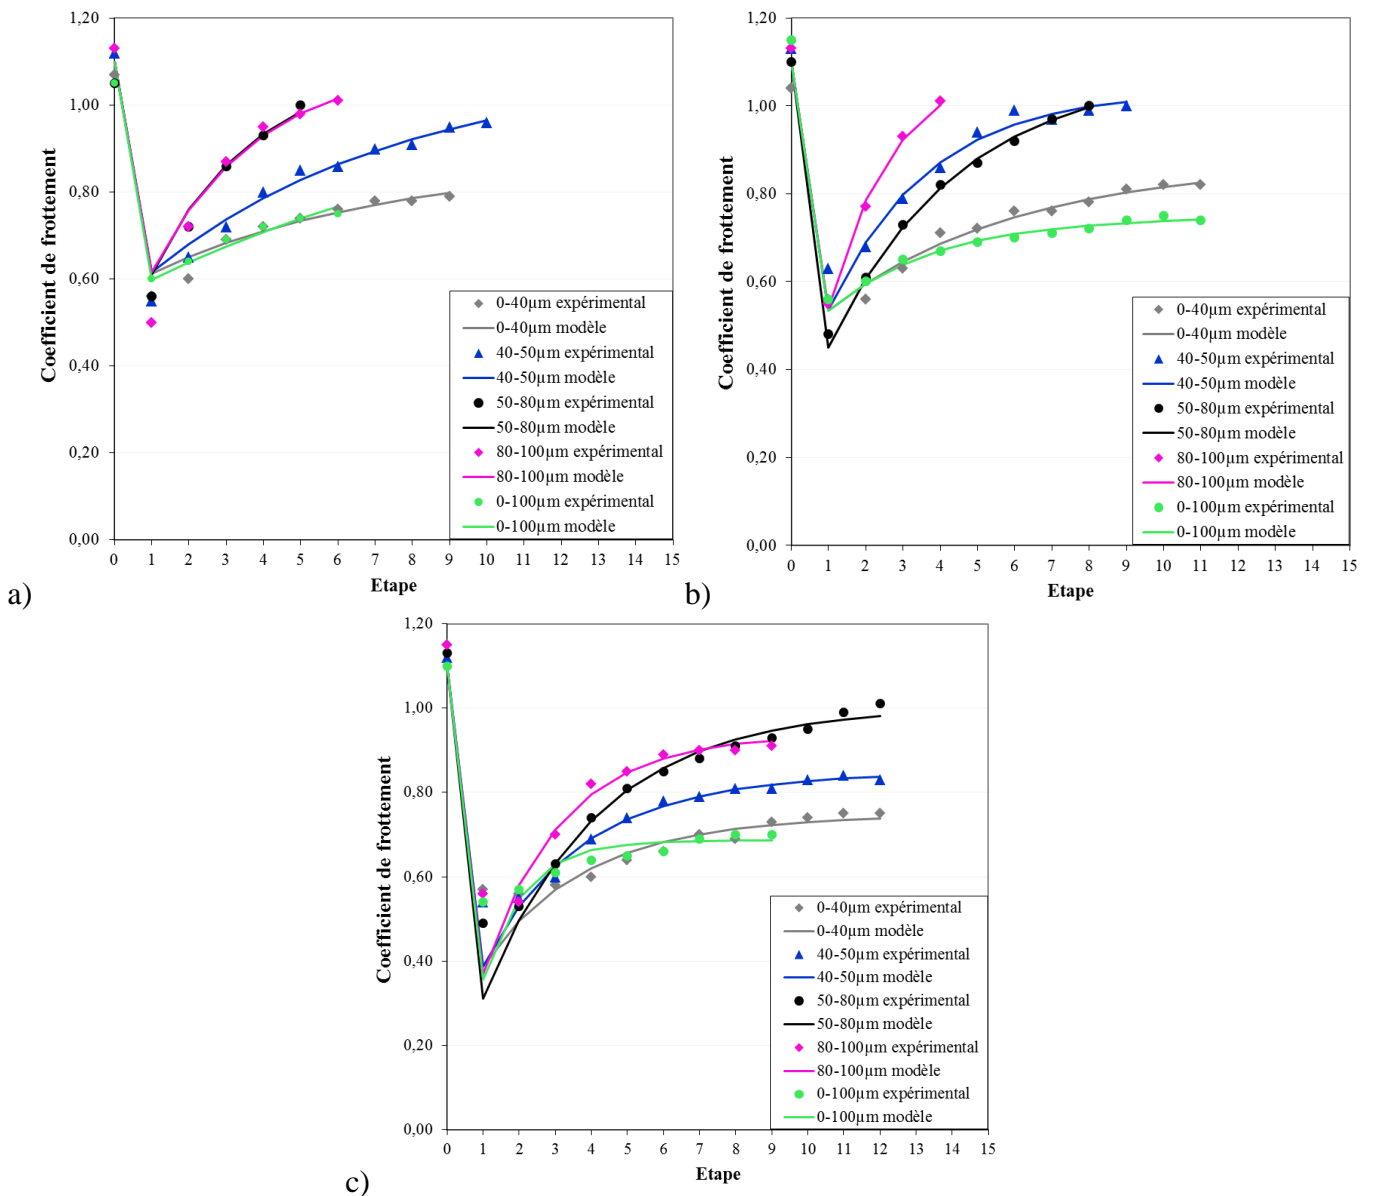 1,20
1,00
0,80
0,60
0,40
0,20
0,00
Coefficient de frottement
0 1 2 3 4 5 6 7 8 9 10 11 12 13 14 15
Etape
0-40µm expérimental
0-40µm modèle
40-50µm expérimental
40-50µm modèle
50-80µm expérimental
50-80µm modèle
80-100µm expérimental
80-100µm modèle
0-100µm expérimental
0-100µm modèle
a)
1,20
1,00
0,80
0,60
0,40
0,20
0,00
Coefficient de frottement
0 1 2 3 4 5 6 7 8 9 10 11 12 13 14 15
Etape
0-40µm expérimental
0-40µm modèle
40-50µm expérimental
40-50µm modèle
50-80µm expérimental
50-80µm modèle
80-100µm expérimental
80-100µm modèle
0-100µm expérimental
0-100µm modèle
b)
1,20
1,00
0,80
0,60
0,40
0,20
0,00
Coefficient de frottement
0 1 2 3 4 5 6 7 8 9 10 11 12 13 14 15
Etape
0-40µm expérimental
0-40µm modèle
40-50µm expérimental
40-50µm modèle
50-80µm expérimental
50-80µm modèle
80-100µm expérimental
80-100µm modèle
0-100µm expérimental
0-100µm modèle
c)